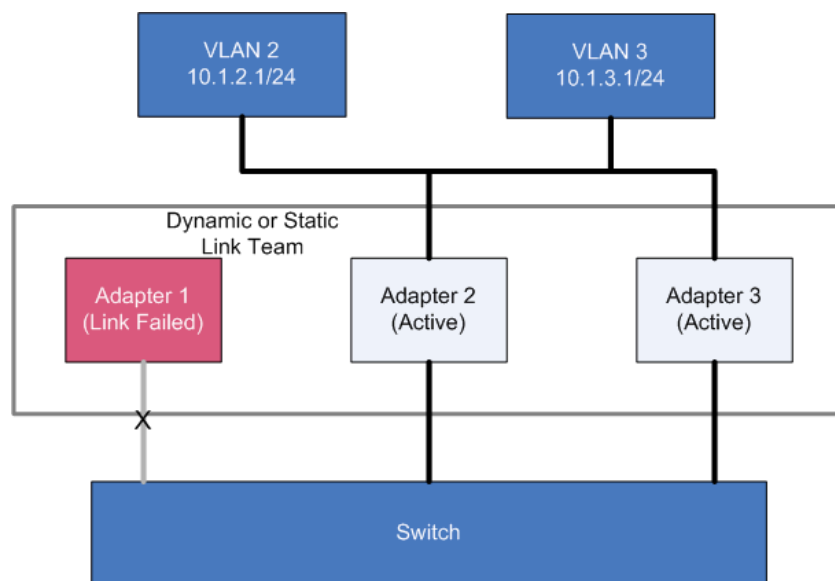 VLAN 2
10.1.2.1/24
VLAN 3
10.1.3.1/24
Dynamic or Static
Link Team
Adapter 1
(Link Failed)
Adapter 2
(Active)
Adapter 3
(Active)
X
Switch